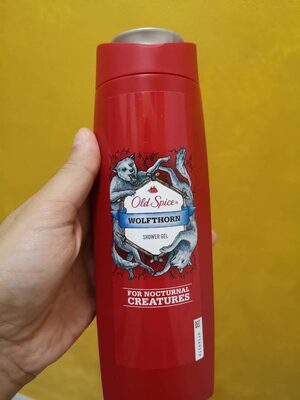 Old Spice®
WOLFTHORN
SHOWER GEL
FOR NOCTURNAL
CREATURES